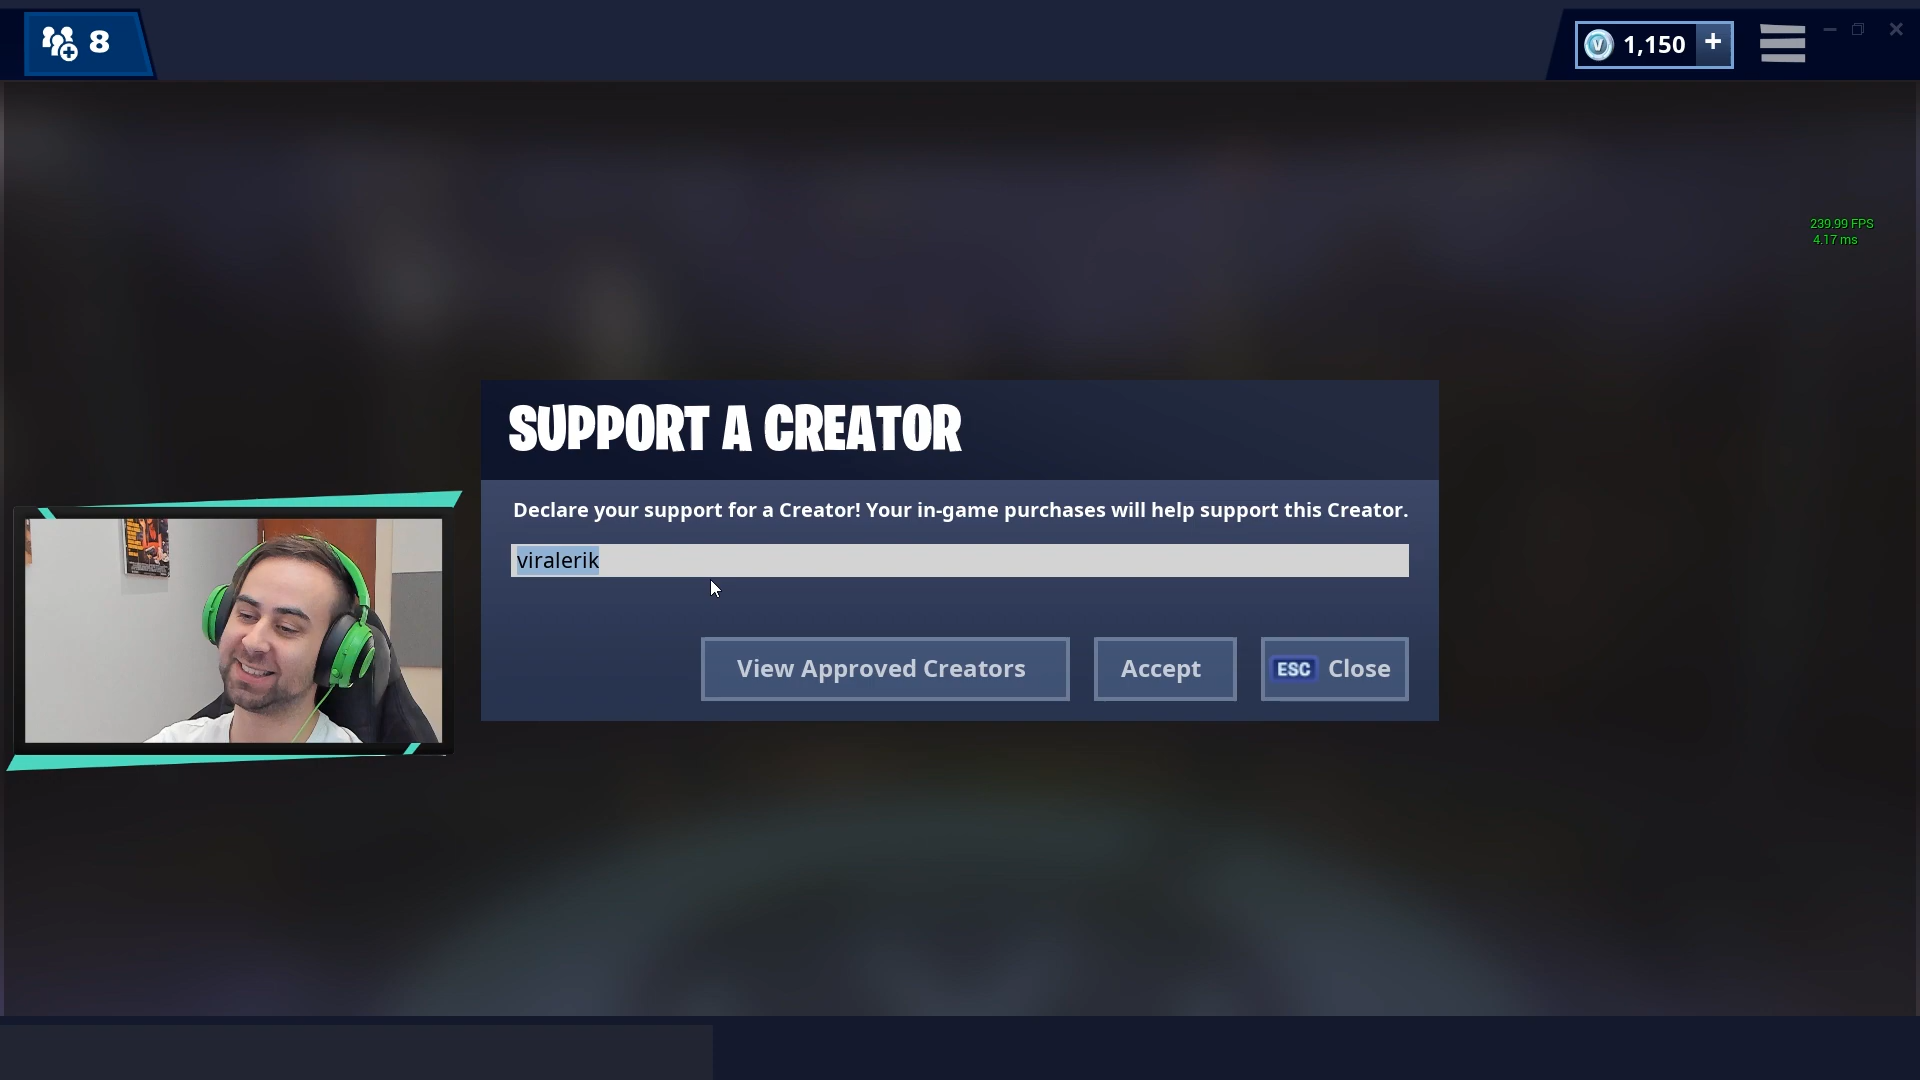 8
1,150 +
239.99 FPS
4.17 ms
SUPPORT A CREATOR
Declare your support for a Creator! Your in-game purchases will help support this Creator.
viralerik
View Approved Creators
Accept
ESC Close